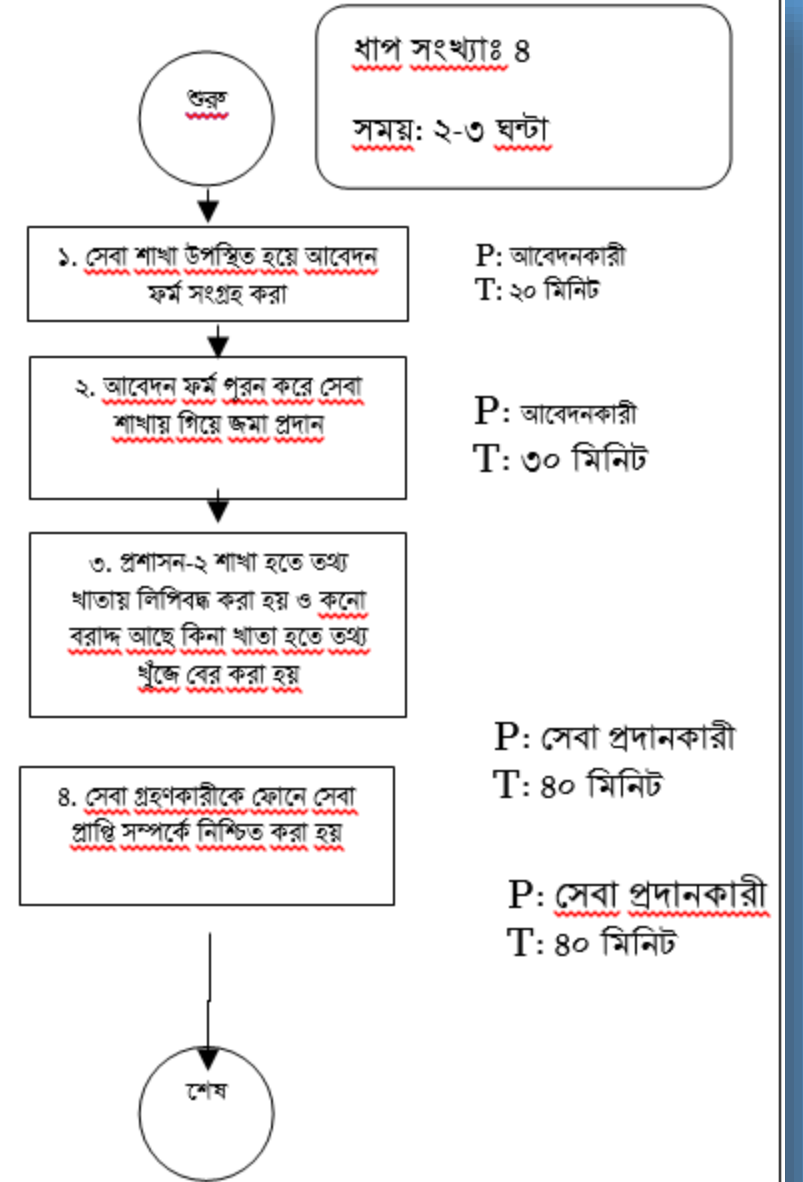 ধাপ সংখ্যাঃ ৪
সময়: ২-৩ ঘন্টা
শুরু
১. সেবা শাখা উপস্থিত হয়ে আবেদন
ফর্ম সংগ্রহ করা
P: আবেদনকারী
T: ২০ মিনিট
২. আবেদন ফর্ম পুরন করে সেবা
শাখায় গিয়ে জমা প্রদান
P: আবেদনকারী
T: ৩০ মিনিট
৩. প্রশাসন-২ শাখা হতে তথ্য
খাতায় লিপিবদ্ধ করা হয় ও কনো
বরাদ্দ আছে কিনা খাতা হতে তথ্য
খুঁজে বের করা হয়
P: সেবা প্রদানকারী
T: ৪০ মিনিট
৪. সেবা গ্রহণকারীকে ফোনে সেবা
প্রাপ্তি সম্পর্কে নিশ্চিত করা হয়
P: সেবা প্রদানকারী
T: ৪০ মিনিট
শেষ